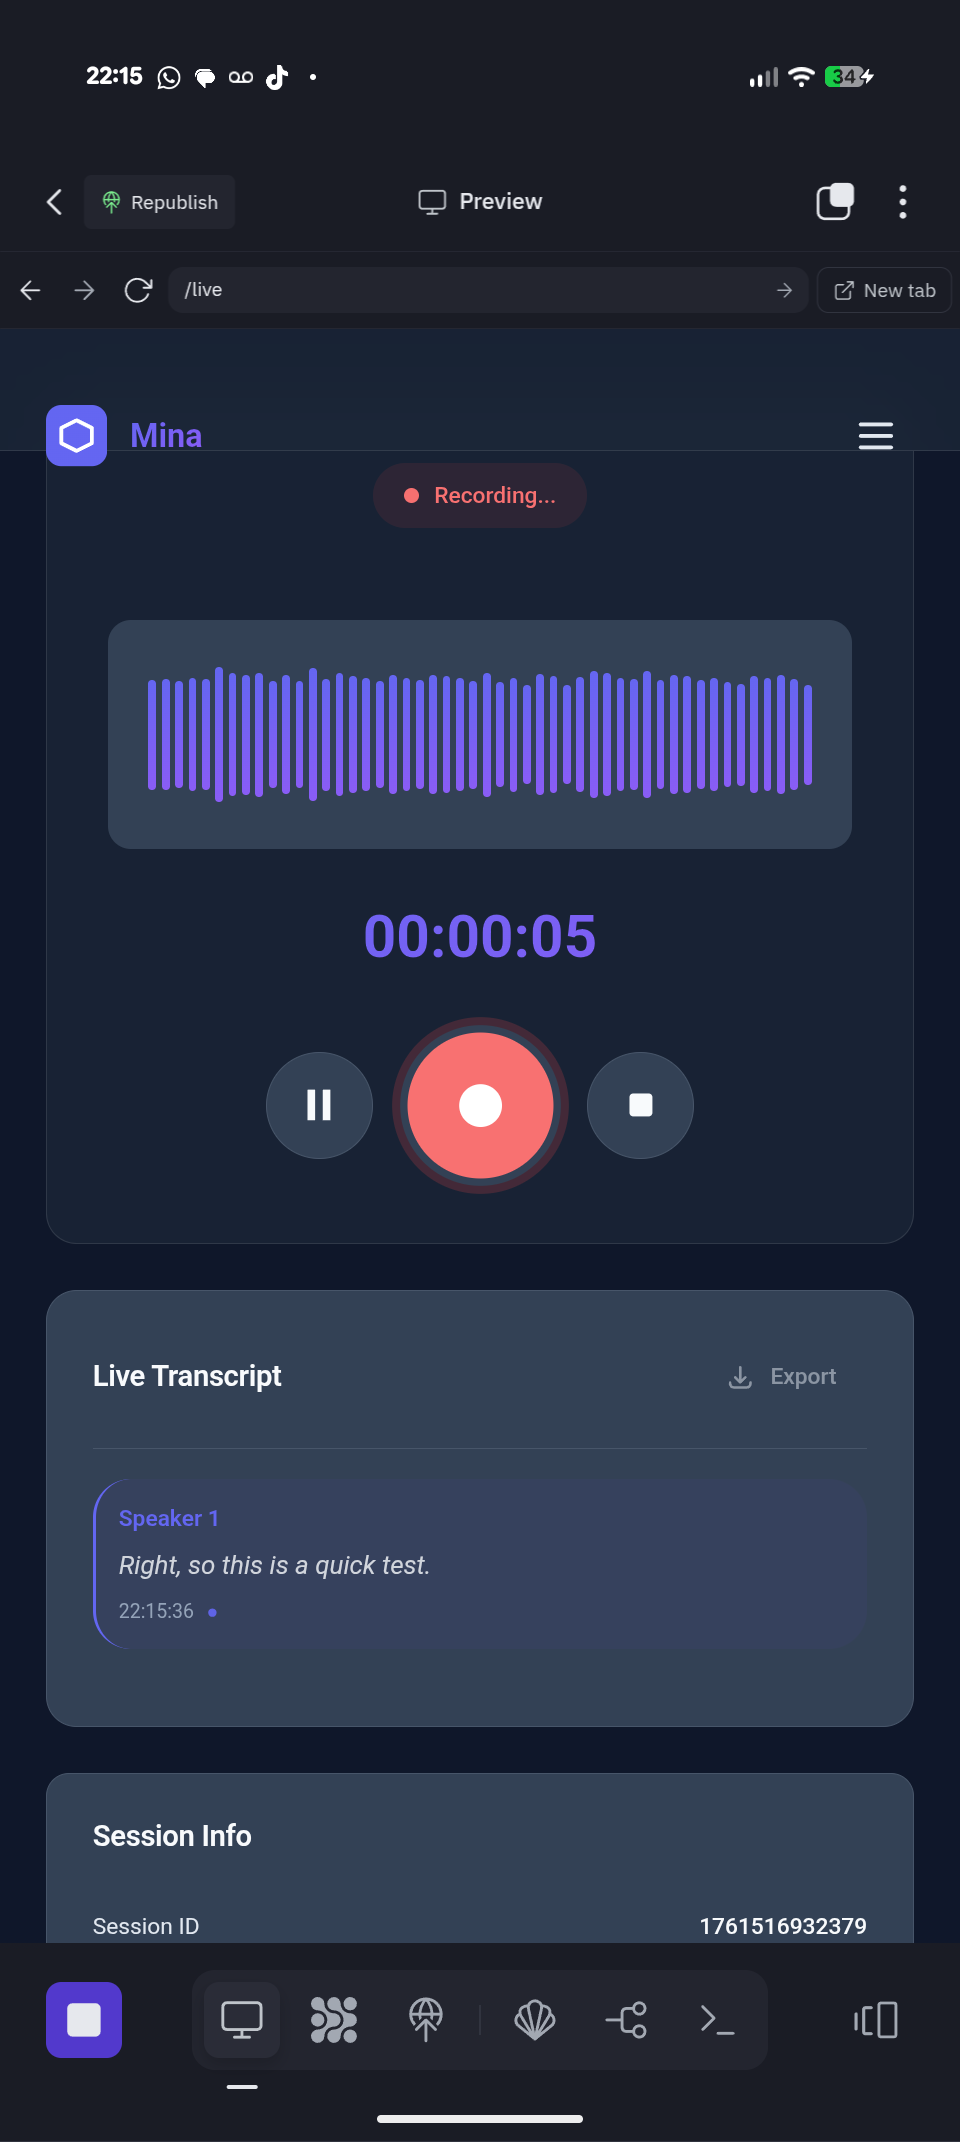 22:15
34
Republish
Preview
/live
New tab
Mina
Recording...
00:00:05
Live Transcript
Export
Speaker 1
Right, so this is a quick test.
22:15:36
Session Info
Session ID
1761516932379